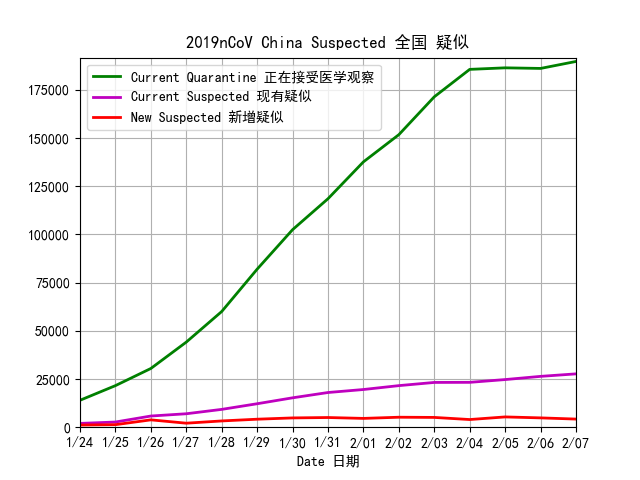 2019nCoV China Suspected 全国 疑似
Current Quarantine 正在接受医学观察
Current Suspected 现有疑似
New Suspected 新增疑似
175000
150000
125000
100000
75000
50000
25000
0
1/24 1/25 1/26 1/27 1/28 1/29 1/30 1/31 2/01 2/02 2/03 2/04 2/05 2/06 2/07
Date 日期